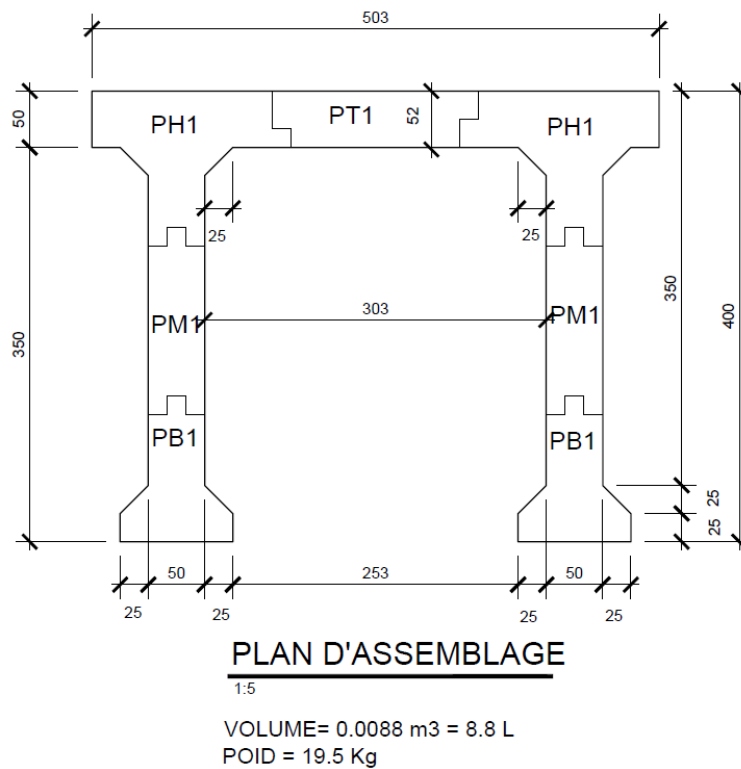 503
50
PH1
PT1
52
PH1
25
25
350
PM1
303
PM1
350
400
PB1
PB1
25
25
50
253
50
25
25
25
25
PLAN D'ASSEMBLAGE
1:5
VOLUME= 0.0088 m3 = 8.8 L
POID = 19.5 Kg